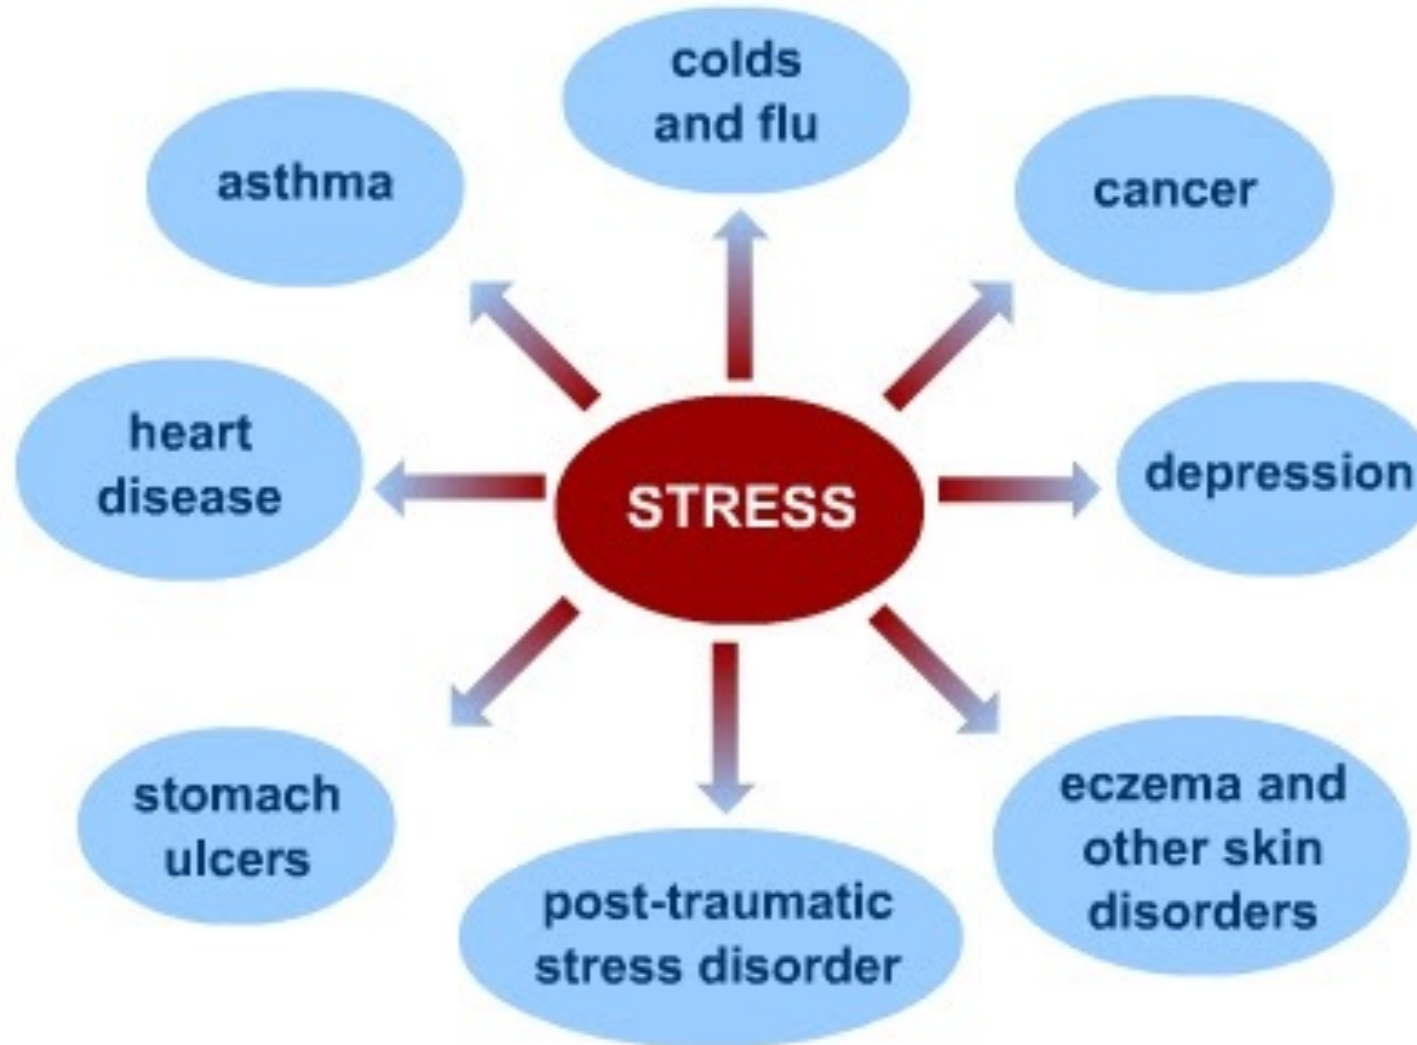 colds
and flu
asthma
cancer
heart
disease
STRESS
depression
stomach
ulcers
post-traumatic
stress disorder
eczema and
other skin
disorders